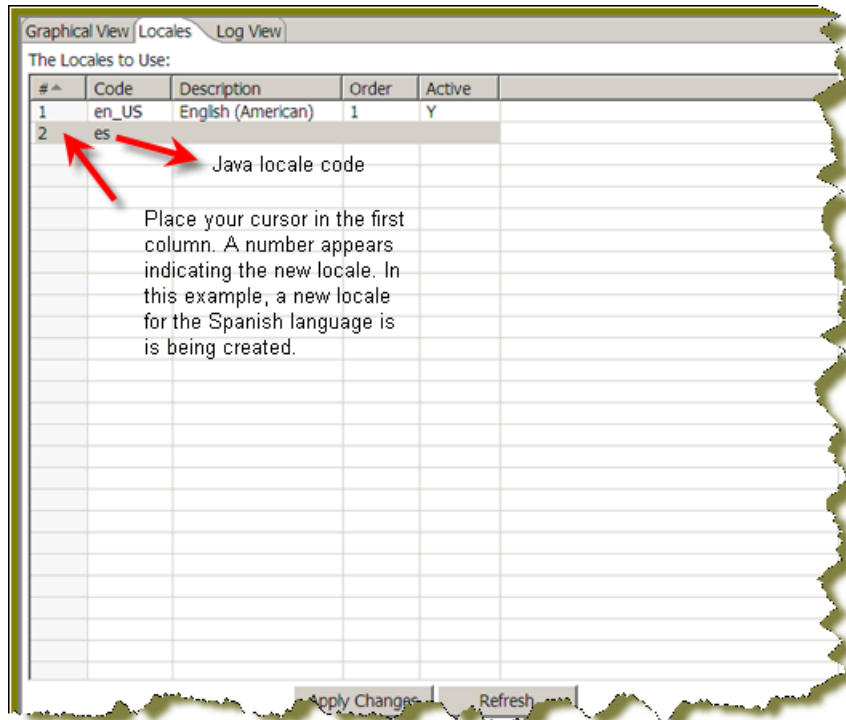 Graphical View Locales Log View
The Locales to Use:
# Code Description Order Active
1 en_US English (American) 1 Y
2 es
Java locale code
Place your cursor in the first
column. A number appears
indicating the new locale. In
this example, a new locale
for the Spanish language is
is being created.
Apply Changes Refresh